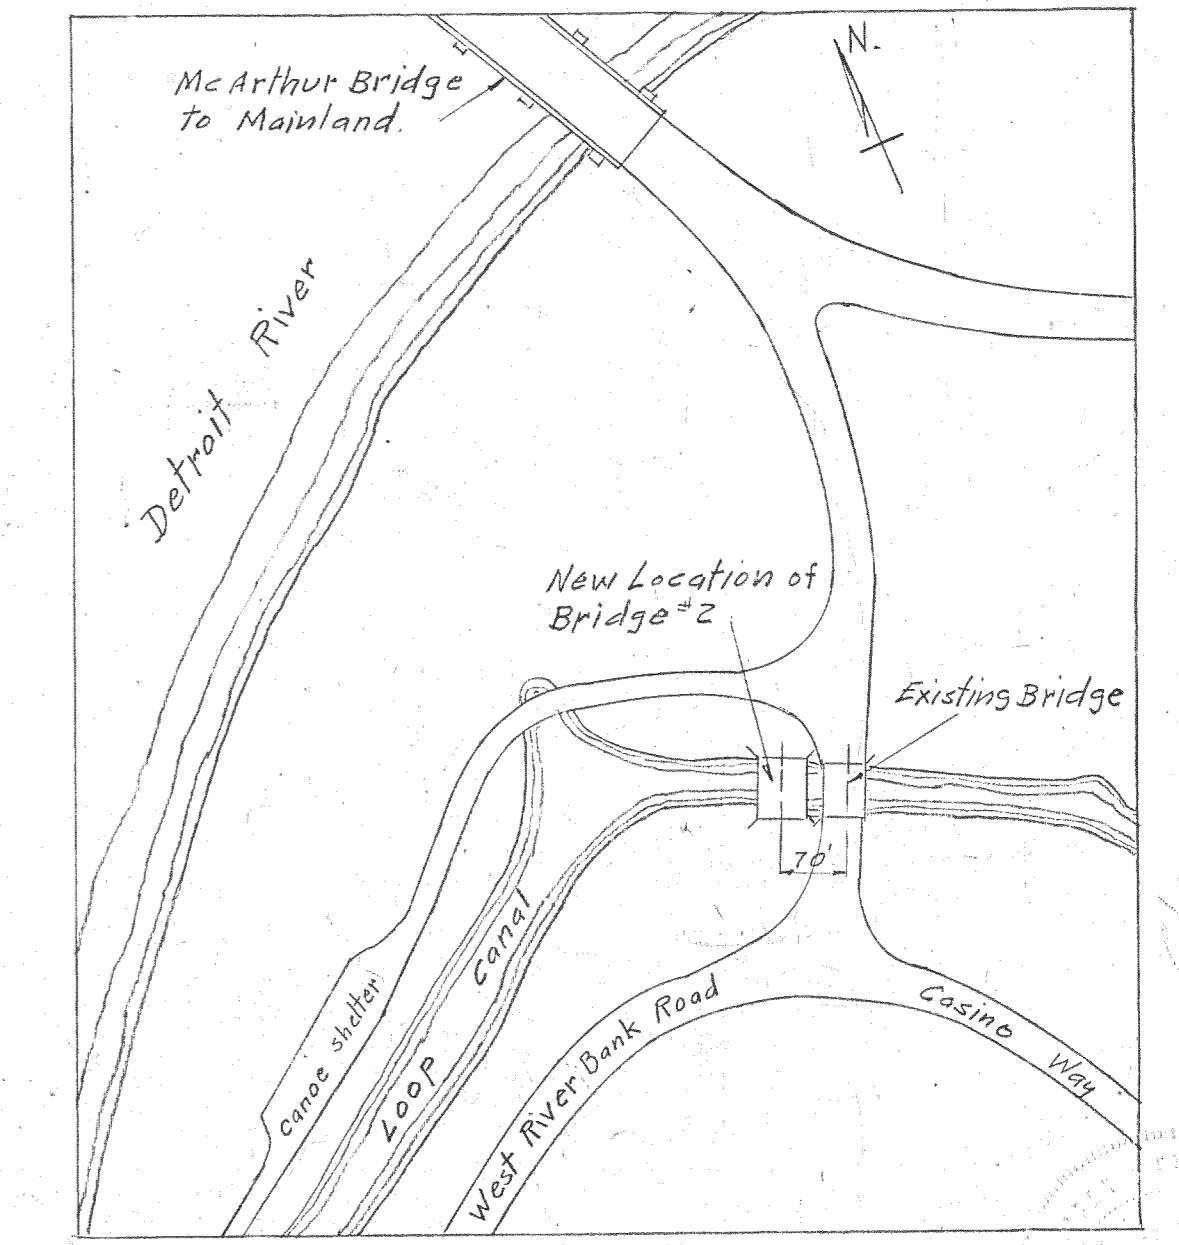 N.
McArthur Bridge
to Mainland.
Detroit River
New Location of
Bridge #2
Existing Bridge
70'
Canal
Loop
canoe shelter
West River Bank Road
Casino Way